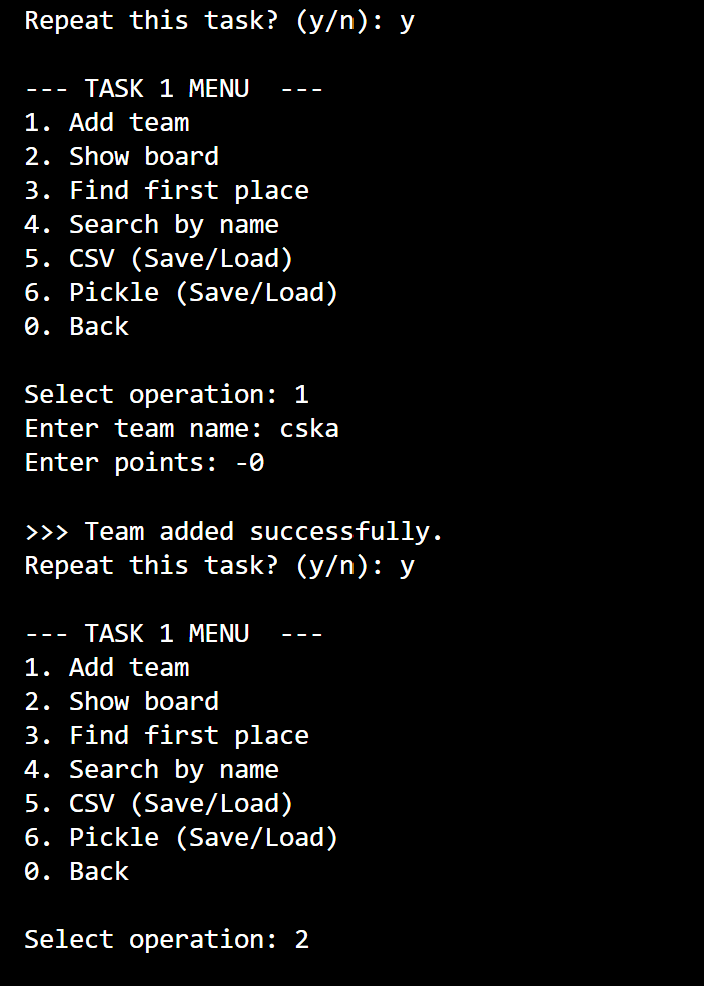 Repeat this task? (y/n): y
--- TASK 1 MENU  ---
1. Add team
2. Show board
3. Find first place
4. Search by name
5. CSV (Save/Load)
6. Pickle (Save/Load)
0. Back
Select operation: 1
Enter team name: cska
Enter points: -0
>>> Team added successfully.
Repeat this task? (y/n): y
--- TASK 1 MENU  ---
1. Add team
2. Show board
3. Find first place
4. Search by name
5. CSV (Save/Load)
6. Pickle (Save/Load)
0. Back
Select operation: 2